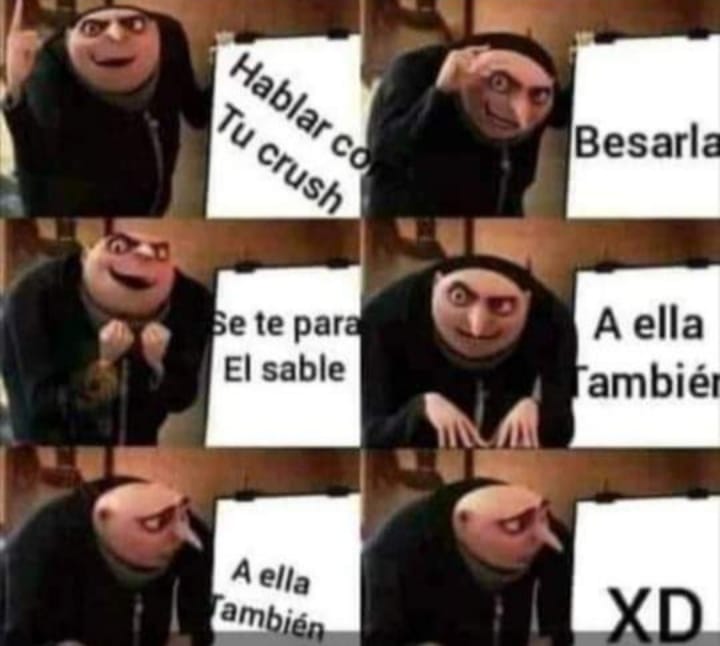 Hablar co
Tu crush
Besarla
Se te para
El sable
A ella
También
A ella
También
XD